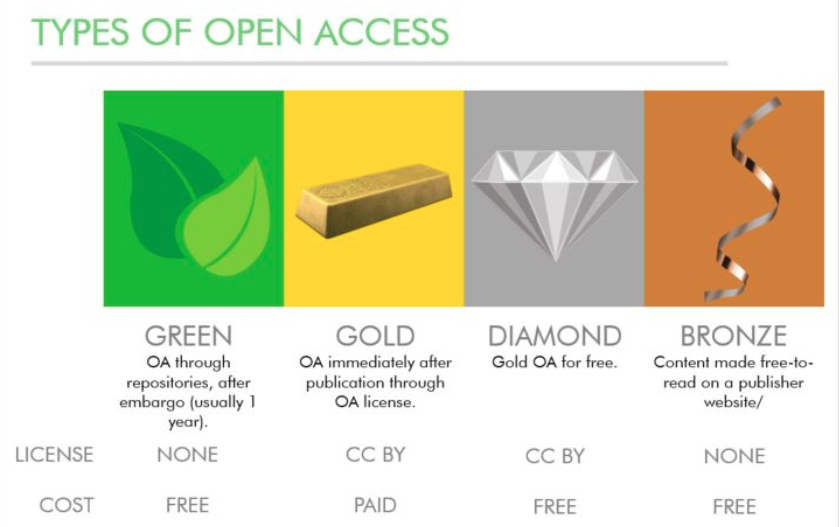 TYPES OF OPEN ACCESS
GREEN
OA through
repositories, after
embargo (usually 1
year).
GOLD
OA immediately after
publication through
OA license.
DIAMOND
Gold OA for free.
BRONZE
Content made free-to-
read on a publisher
website/
LICENSE NONE CC BY CC BY NONE
COST FREE PAID FREE FREE